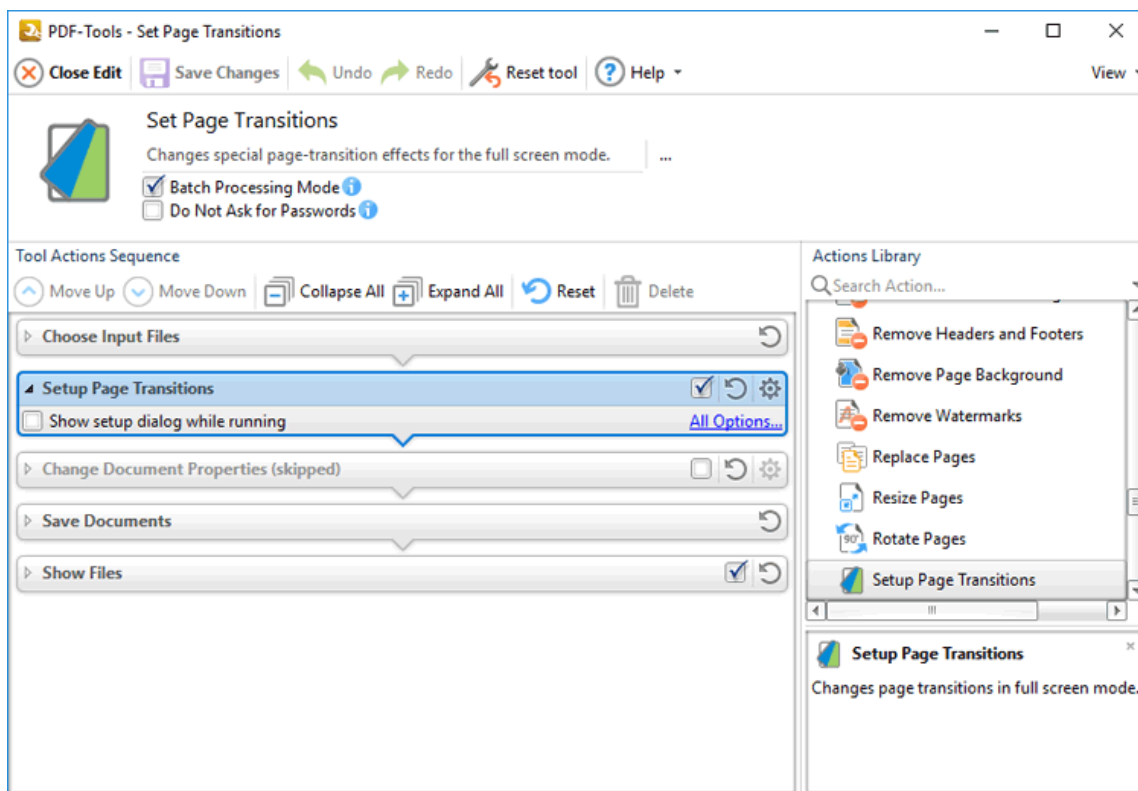 PDF-Tools - Set Page Transitions
Close Edit Save Changes Undo Redo Reset tool ? Help View
Set Page Transitions
Changes special page-transition effects for the full screen mode. ...
Batch Processing Mode i
Do Not Ask for Passwords i
Tool Actions Sequence
Move Up Move Down Collapse All Expand All Reset Delete
Choose Input Files
Setup Page Transitions
Show setup dialog while running All Options...
Change Document Properties (skipped)
Save Documents
Show Files
Actions Library
Search Action...
Remove Headers and Footers
Remove Page Background
Remove Watermarks
Replace Pages
Resize Pages
90° Rotate Pages
Setup Page Transitions
Setup Page Transitions
Changes page transitions in full screen mode.